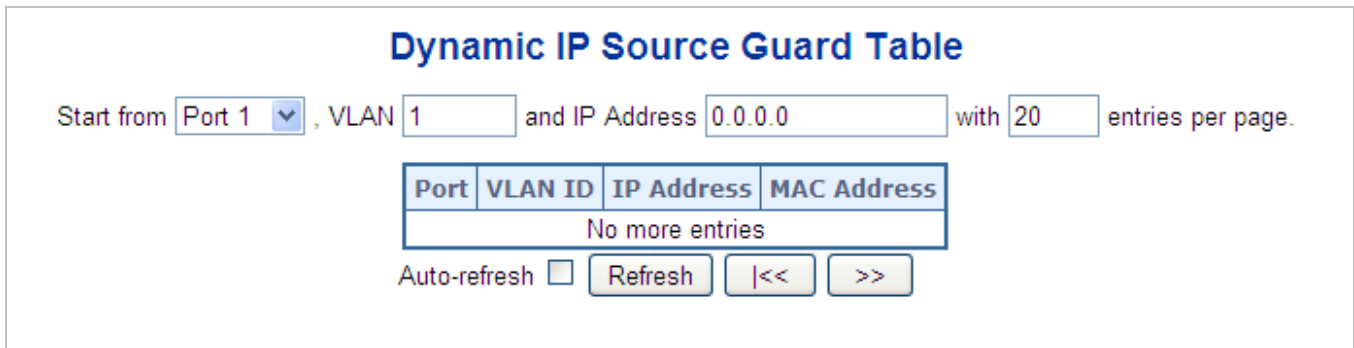 Dynamic IP Source Guard Table
Start from Port 1 , VLAN 1 and IP Address 0.0.0.0 with 20 entries per page.
Port VLAN ID IP Address MAC Address
No more entries
Auto-refresh Refresh |<< >>